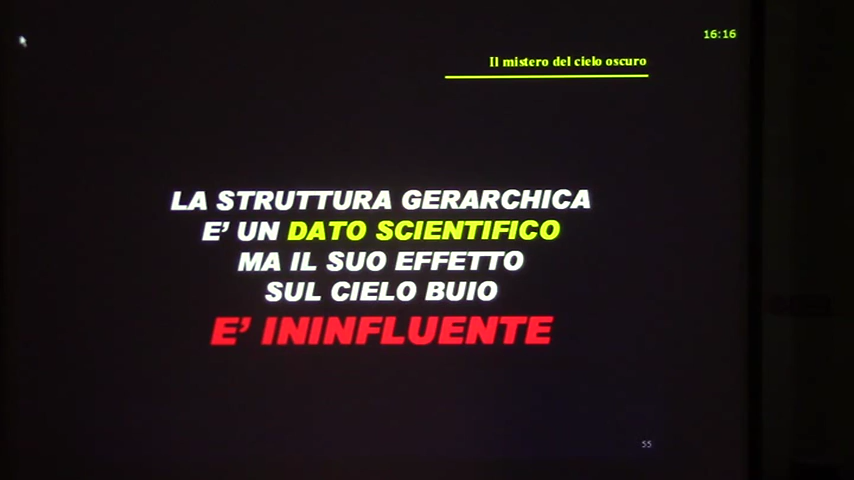 16:16
Il mistero del cielo oscuro
LA STRUTTURA GERARCHICA
E' UN DATO SCIENTIFICO
MA IL SUO EFFETTO
SUL CIELO BUIO
E' ININFLUENTE
55